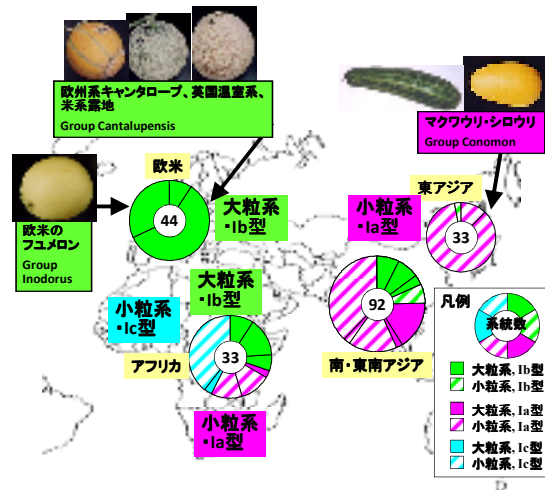 欧州系キャンタロープ、英国温室系、
米系露地
Group Cantalupensis
マクワウリ・シロウリ
Group Conomon
欧米
東アジア
44
大粒系
・Ib型
小粒系
・Ia型
33
欧米の
フユメロン
Group
Inodorus
大粒系
・Ib型
小粒系
・Ic型
33
アフリカ
92
南・東南アジア
小粒系
・Ia型
凡例
系統数
大粒系, Ib型
小粒系, Ib型
大粒系, Ia型
小粒系, Ia型
大粒系, Ic型
小粒系, Ic型